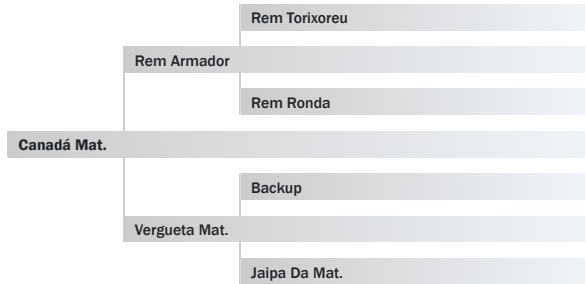 Rem Torixoreu
Rem Armador
Rem Ronda
Canadá Mat.
Backup
Vergueta Mat.
Jaipa Da Mat.